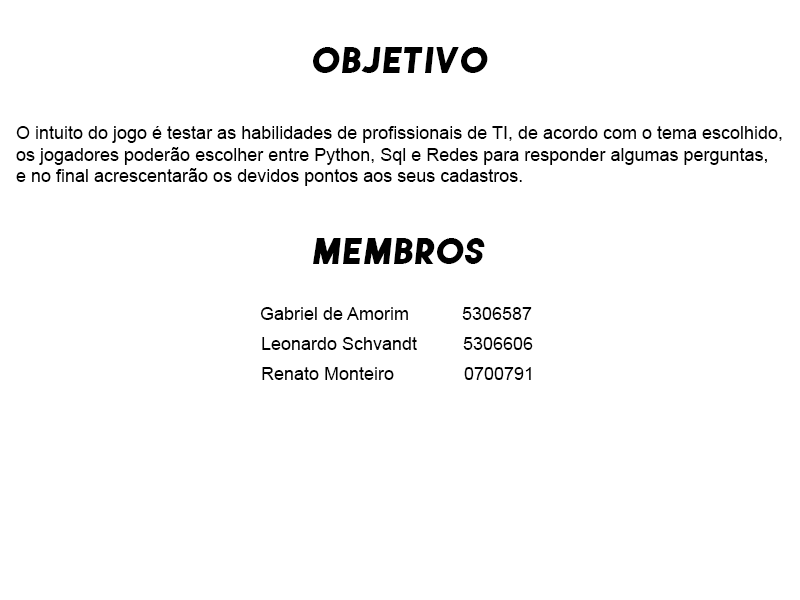 OBJETIVO
O intuito do jogo é testar as habilidades de profissionais de TI, de acordo com o tema escolhido,
os jogadores poderão escolher entre Python, Sql e Redes para responder algumas perguntas,
e no final acrescentarão os devidos pontos aos seus cadastros.
MEMBROS
Gabriel de Amorim 5306587
Leonardo Schvandt 5306606
Renato Monteiro 0700791